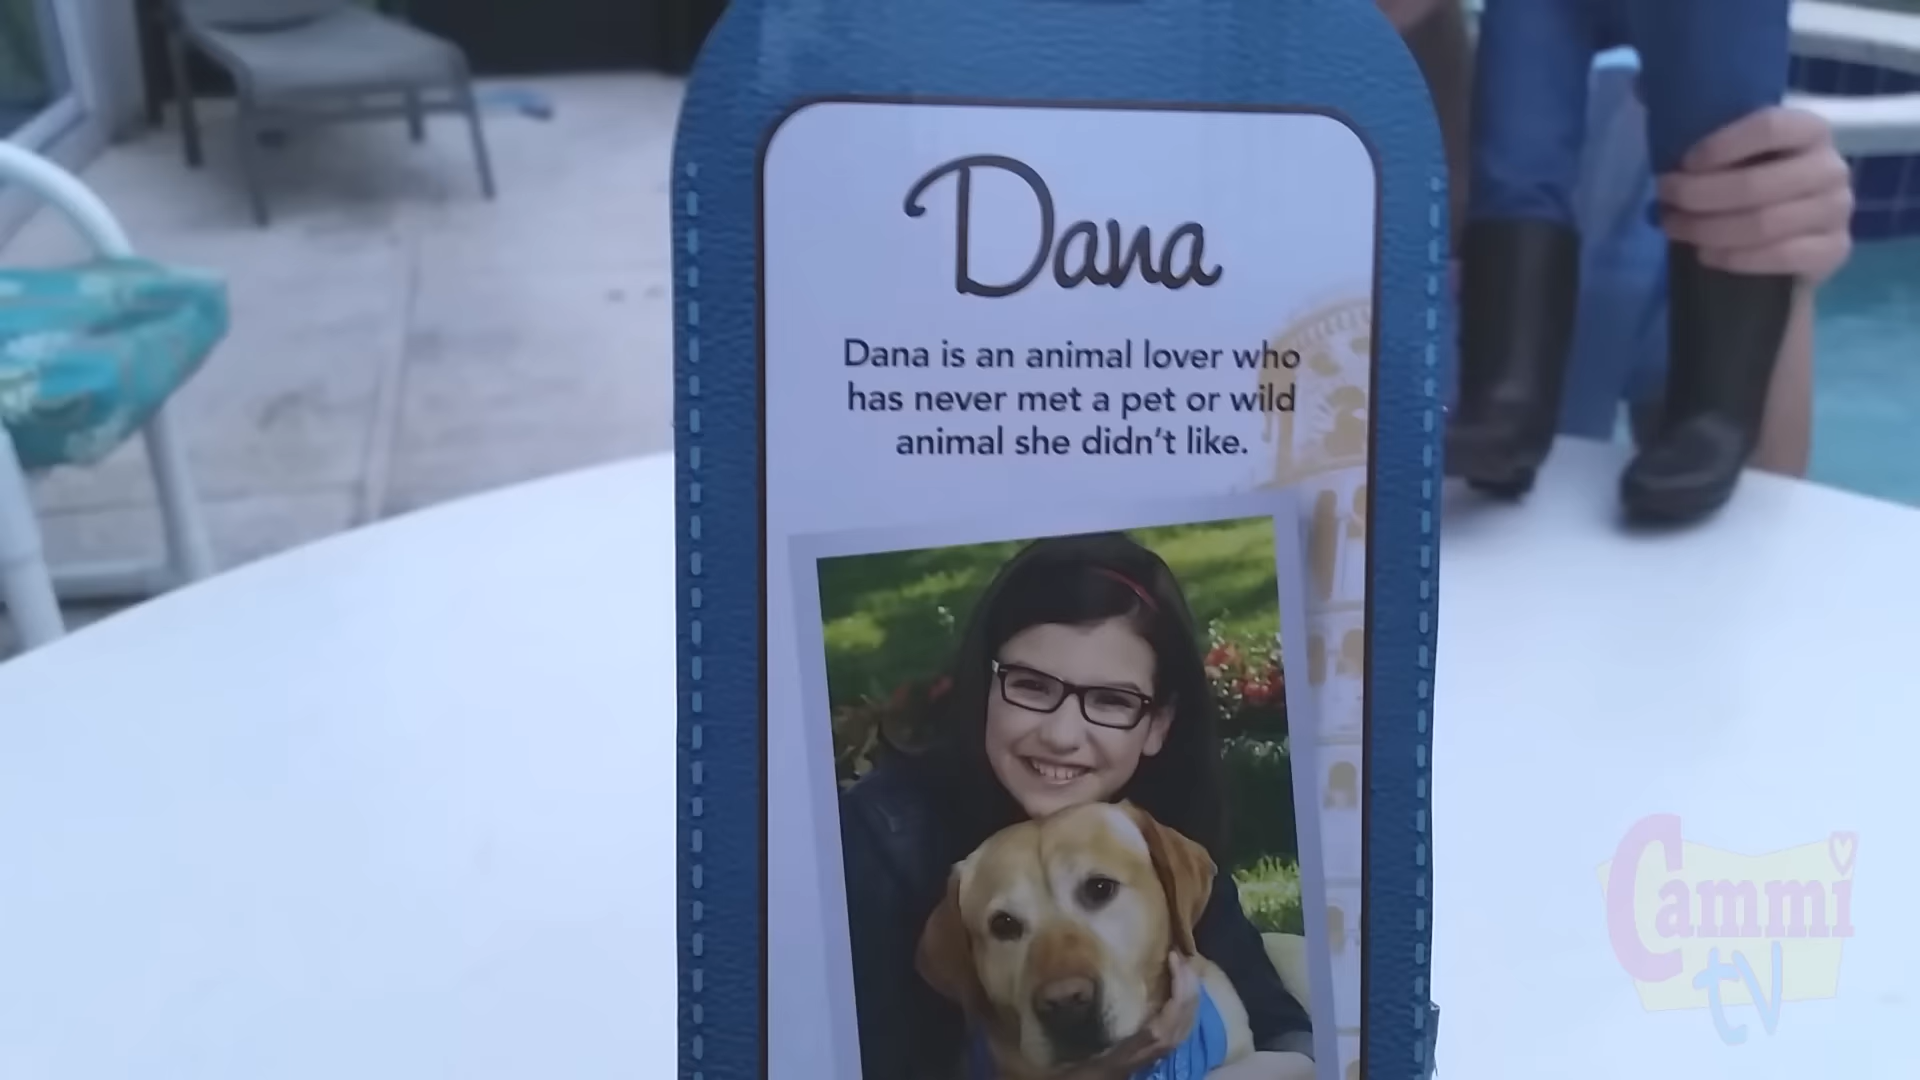 Dana
Dana is an animal lover who
has never met a pet or wild
animal she didn't like.
Cammi
tv